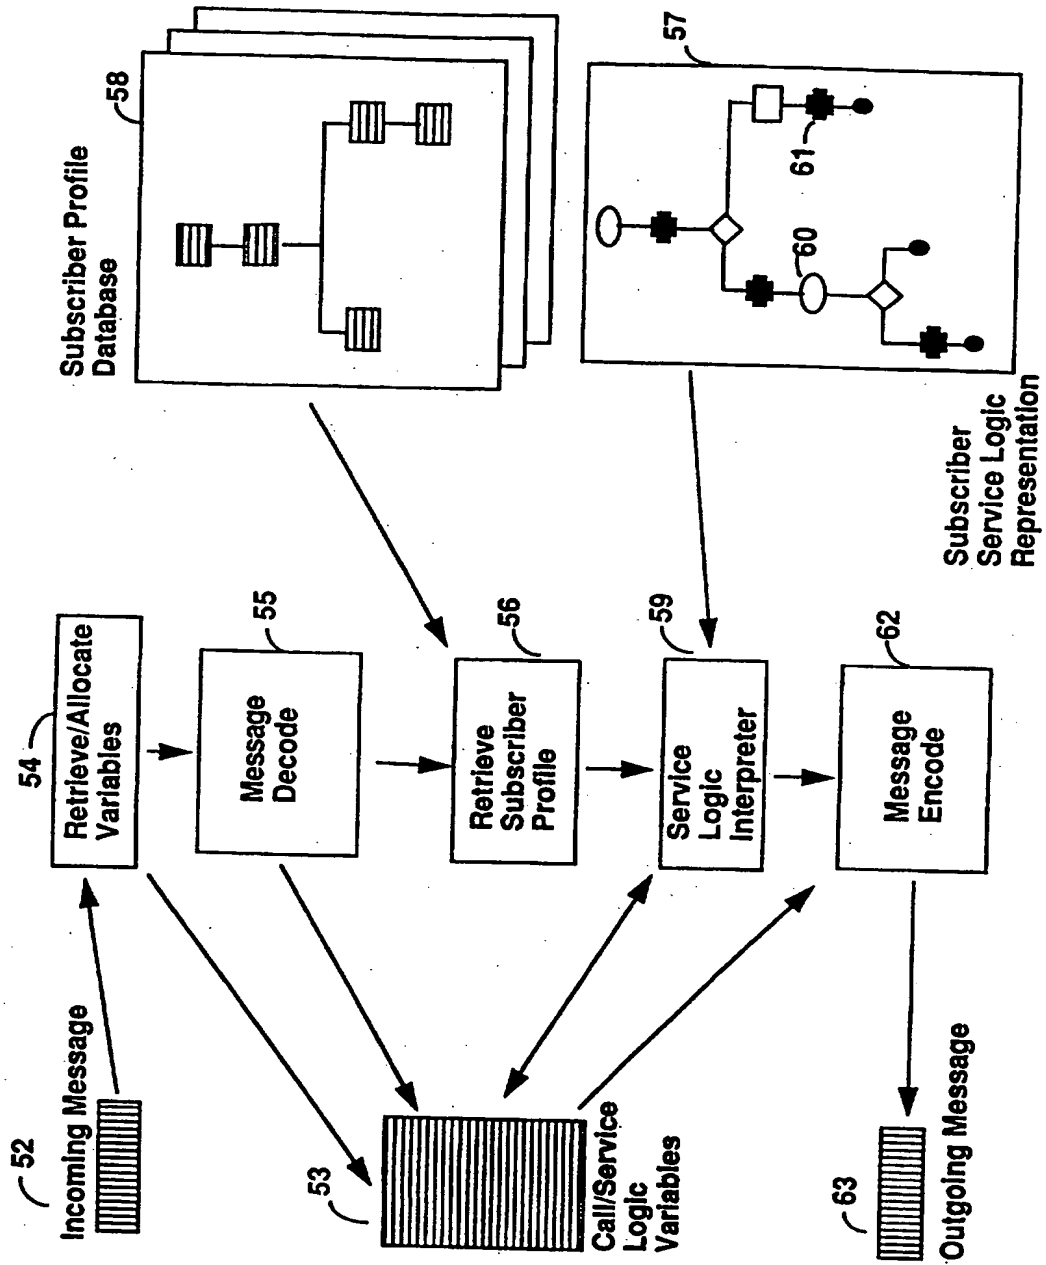 52
Incoming Message
54
Retrieve/Allocate
Variables
Subscriber Profile
Database
58
55
Message
Decode
53
Call/Service
Logic
Variables
56
Retrieve
Subscriber
Profile
59
Service
Logic
Interpreter
57
60
61
Subscriber
Service Logic
Representation
62
Message
Encode
63
Outgoing Message